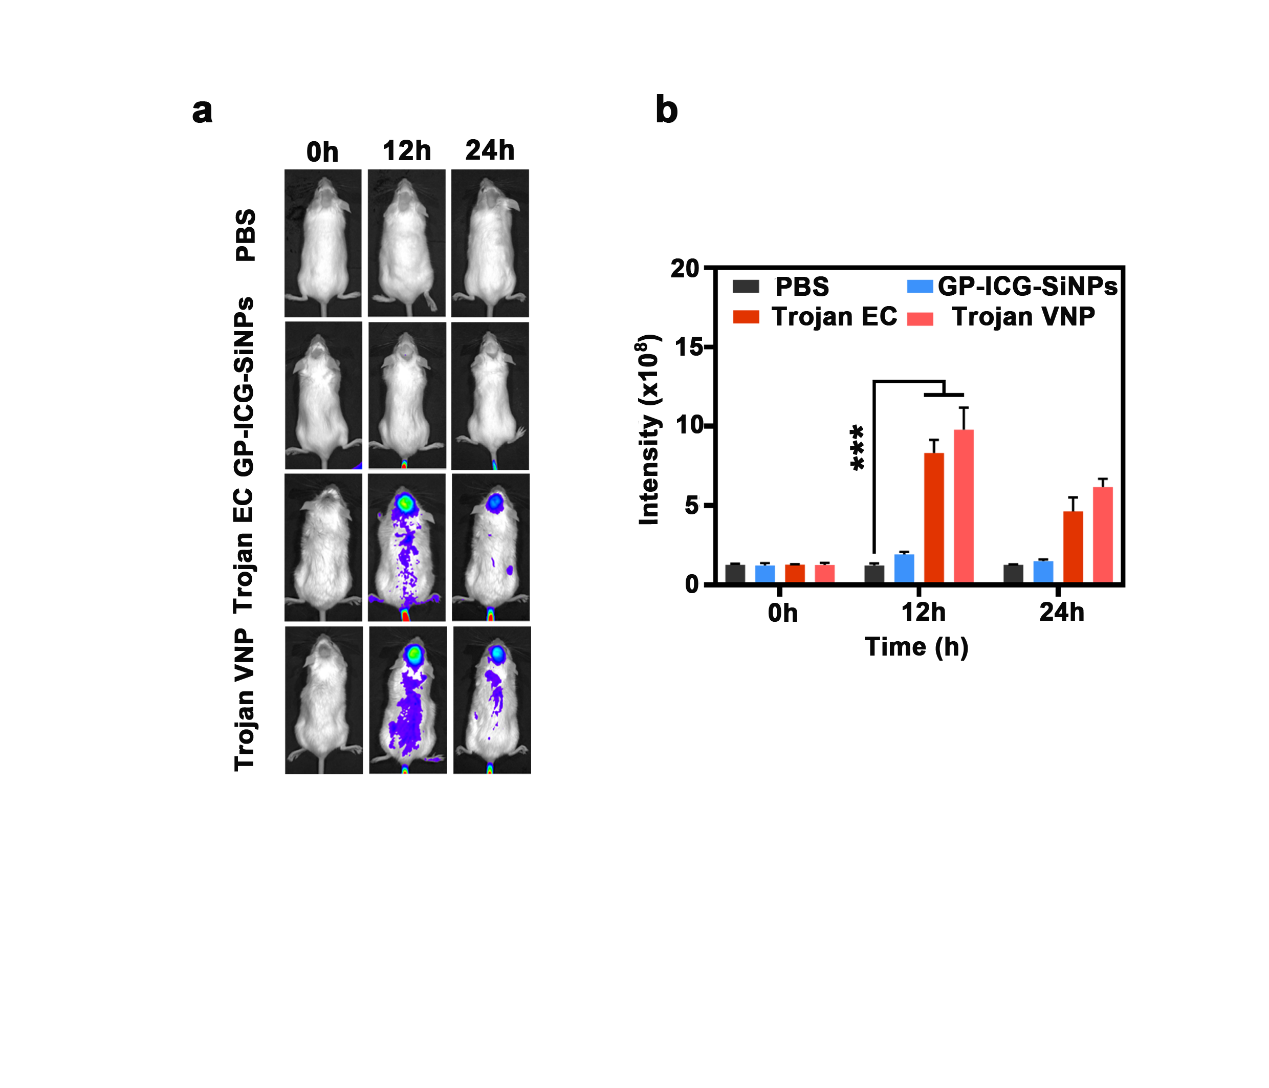 a
0h 12h 24h
PBS
GP-ICG-SiNPs
Trojan EC
Trojan VNP
b
Intensity (x10⁸)
20
15
10
5
0
PBS GP-ICG-SiNPs
Trojan EC Trojan VNP
***
0h 12h 24h
Time (h)